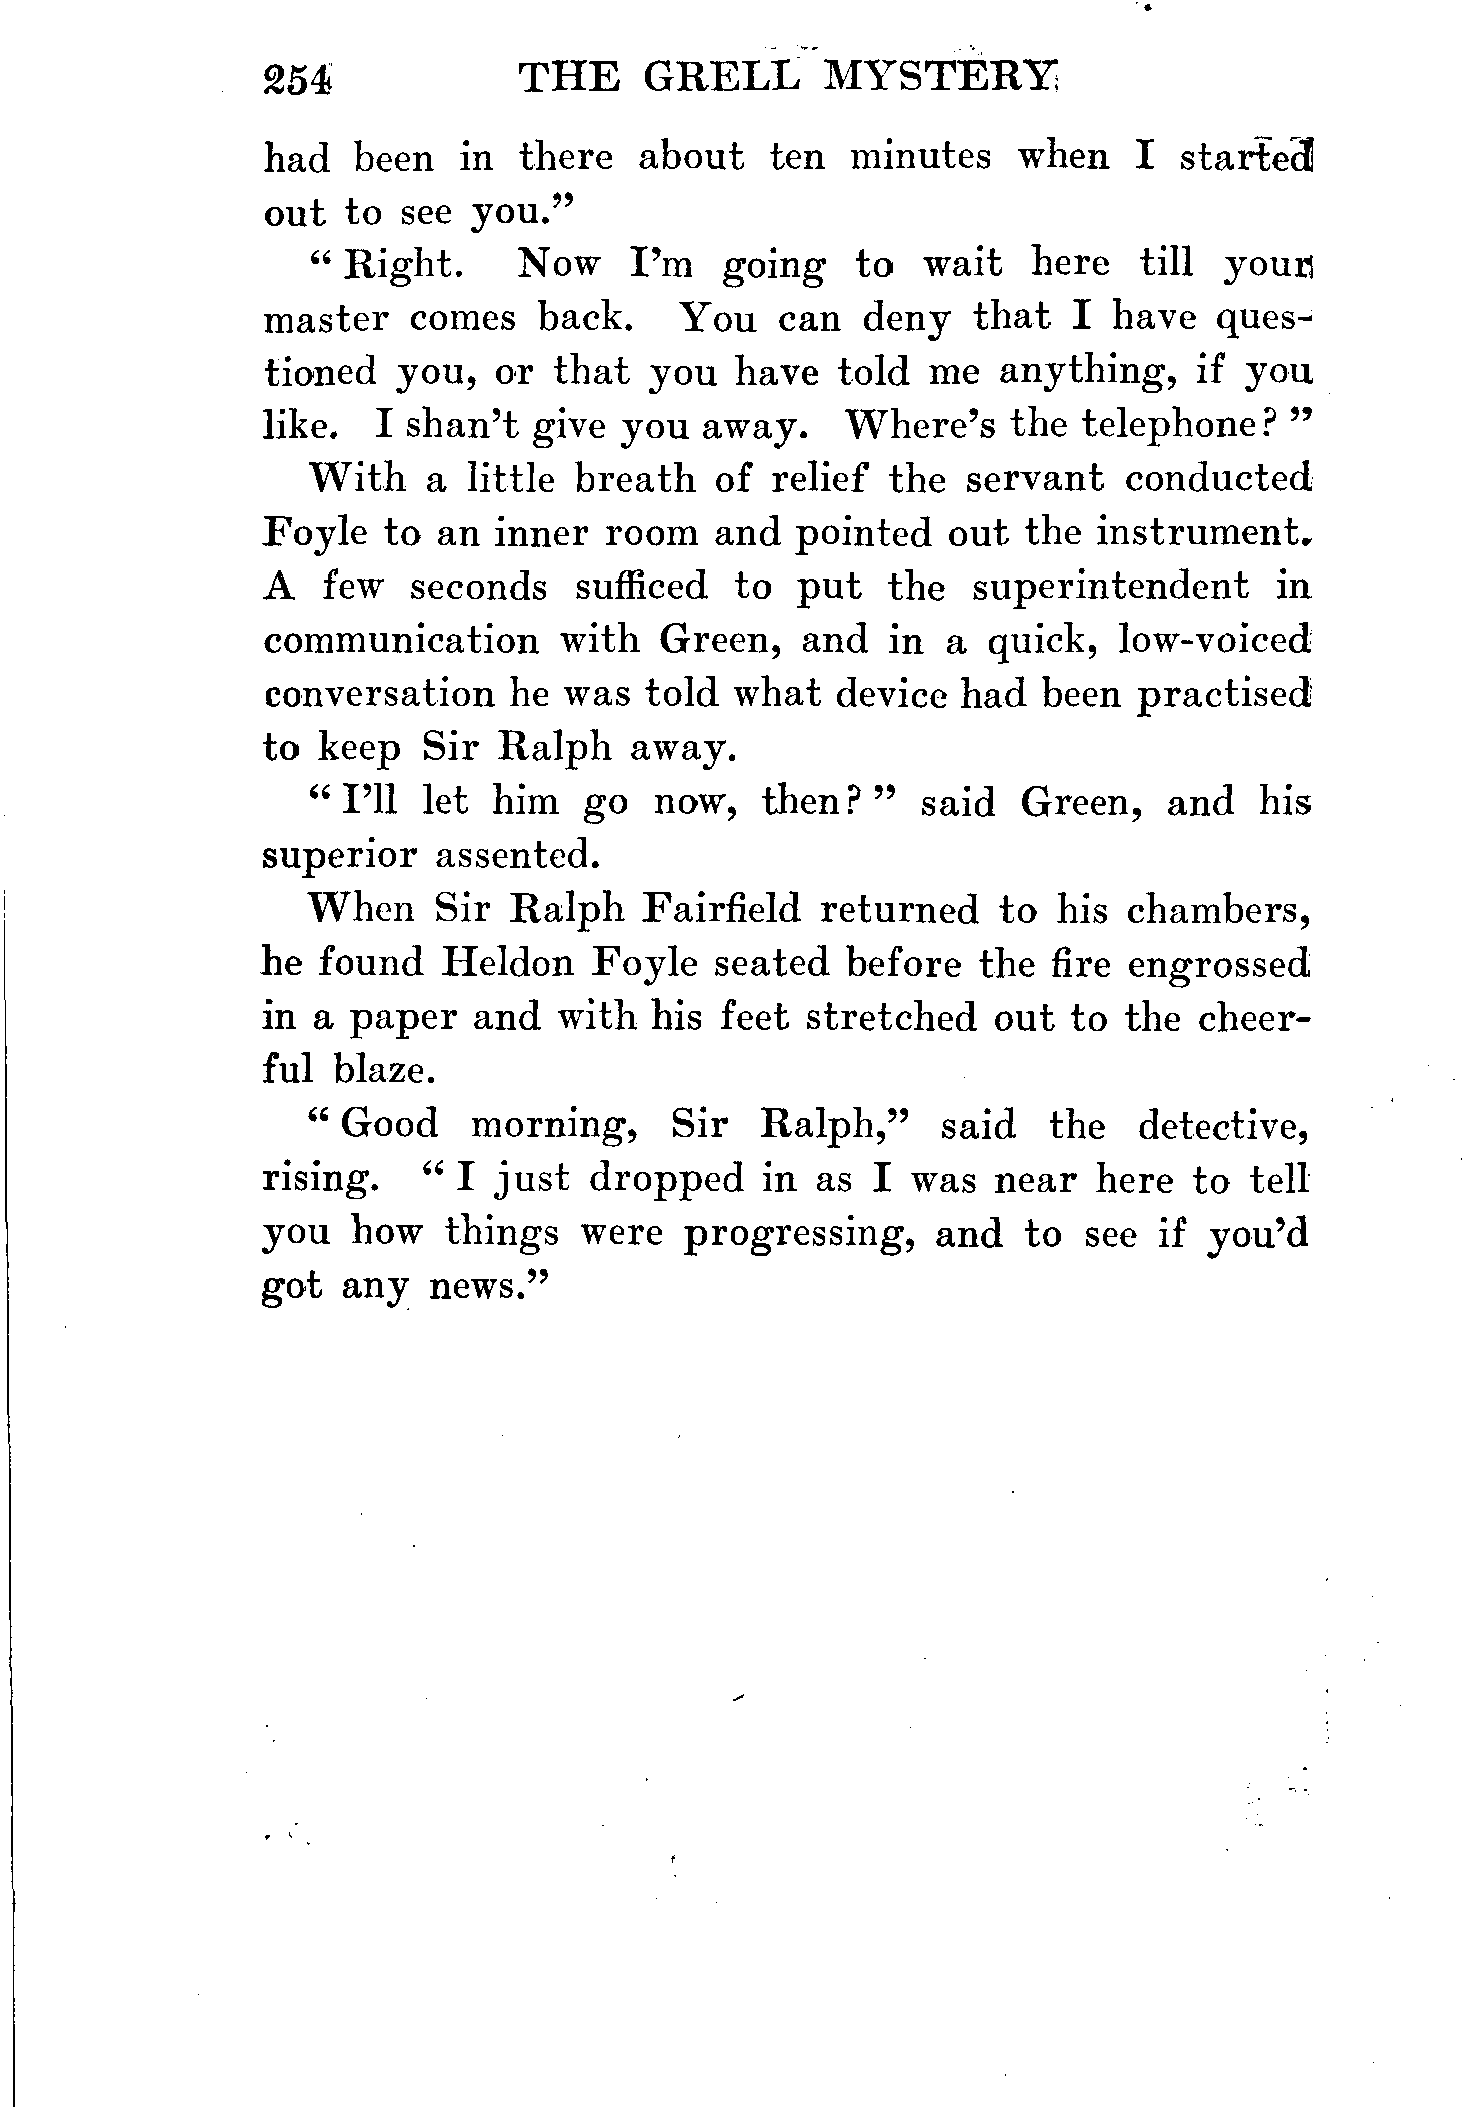 254 THE GRELL MYSTERY
had been in there about ten minutes when I started
out to see you.”
“Right. Now I’m going to wait here till your
master comes back. You can deny that I have ques-
tioned you, or that you have told me anything, if you
like. I shan’t give you away. Where’s the telephone?”
With a little breath of relief the servant conducted
Foyle to an inner room and pointed out the instrument.
A few seconds sufficed to put the superintendent in
communication with Green, and in a quick, low-voiced
conversation he was told what device had been practised
to keep Sir Ralph away.
“I’ll let him go now, then?” said Green, and his
superior assented.
When Sir Ralph Fairfield returned to his chambers,
he found Heldon Foyle seated before the fire engrossed
in a paper and with his feet stretched out to the cheer-
ful blaze.
“Good morning, Sir Ralph,” said the detective,
rising. “I just dropped in as I was near here to tell
you how things were progressing, and to see if you’d
got any news.”